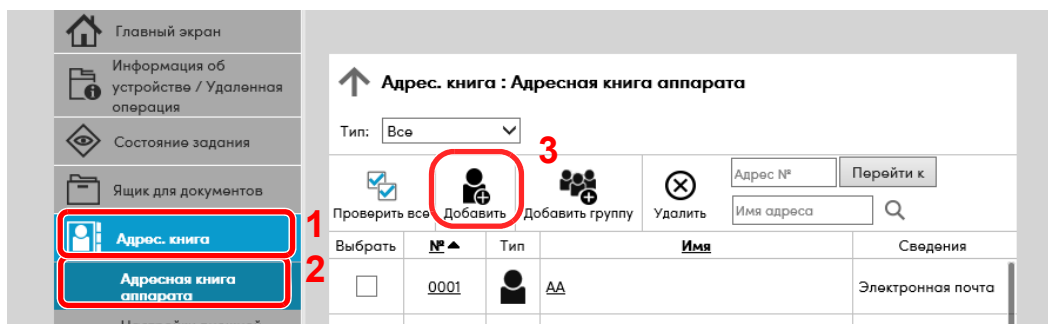 Главный экран
Информация об
устройстве / Удаленная
операция
Состояние задания
Ящик для документов
Адрес. книга
1
Адресная книга
аппарата
2
Адрес. книга : Адресная книга аппарата
Тип: Все
3
Проверить все Добавить Добавить группу Удалить
Адрес № Перейти к
Имя адреса
Выбрать № Тип Имя Сведения
0001 AA Электронная почта